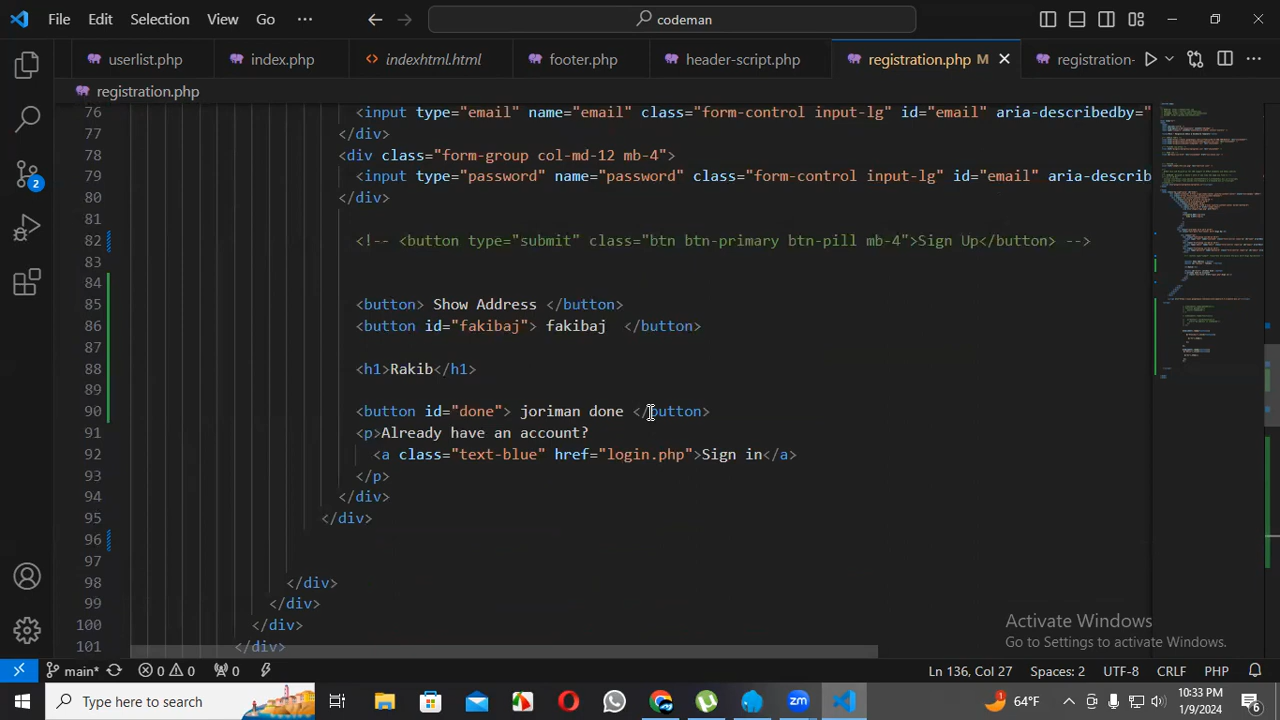 File Edit Selection View Go ··· codeman
userlist.php index.php indexhtml.html footer.php header-script.php registration.php M registration-
registration.php
76 <input type="email" name="email" class="form-control input-lg" id="email" aria-describedby="
77 </div>
78 <div class="form-group col-md-12 mb-4">
79 <input type="password" name="password" class="form-control input-lg" id="email" aria-describ
80 </div>
81
82 <!-- <button type="submit" class="btn btn-primary btn-pill mb-4">Sign Up</button> -->
83
84
85 <button> Show Address </button>
86 <button id="fakibaj"> fakibaj  </button>
87
88 <h1>Rakib</h1>
89
90 <button id="done"> joriman done </button>
91 <p>Already have an account?
92 <a class="text-blue" href="login.php">Sign in</a>
93 </p>
94 </div>
95 </div>
96
97
98 </div>
99 </div>
100 </div>
101 </div>
Activate Windows
Go to Settings to activate Windows.
2
main* 0 0 0 Ln 136, Col 27 Spaces: 2 UTF-8 CRLF PHP
Type here to search 64°F 10:33 PM
1/9/2024 6